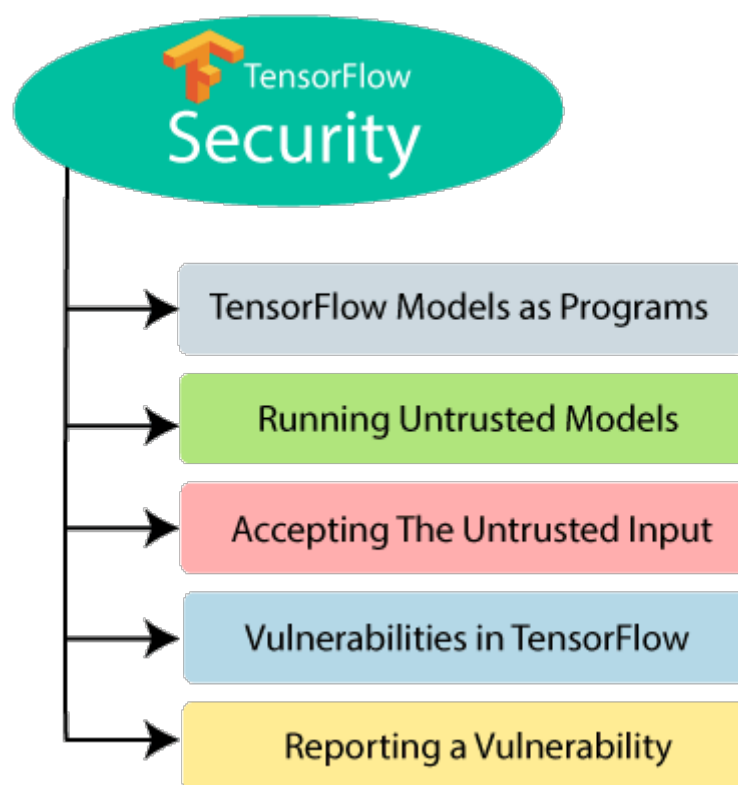 TensorFlow
Security
TensorFlow Models as Programs
Running Untrusted Models
Accepting The Untrusted Input
Vulnerabilities in TensorFlow
Reporting a Vulnerability